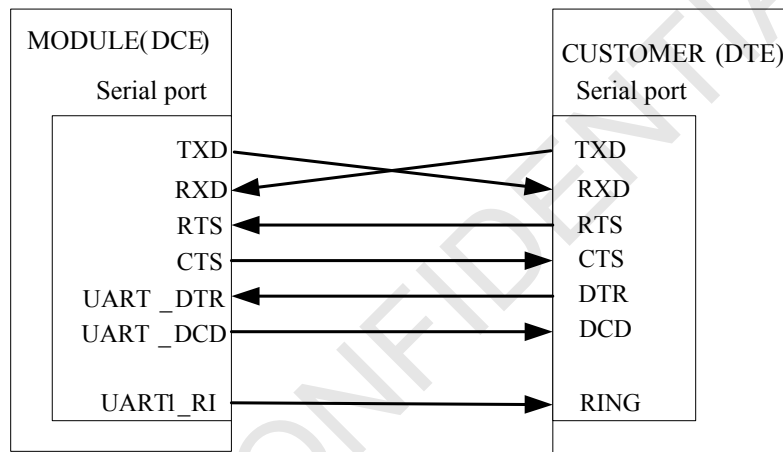 MODULE(DCE)
Serial port
TXD
RXD
RTS
CTS
UART _DTR
UART _DCD
UART1_RI
CUSTOMER (DTE)
Serial port
TXD
RXD
RTS
CTS
DTR
DCD
RING
CONFIDENTIA